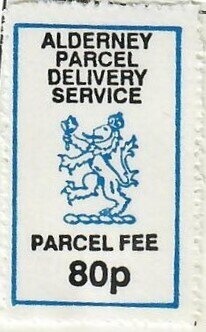 ALDERNEY
PARCEL
DELIVERY
SERVICE
PARCEL FEE
80p